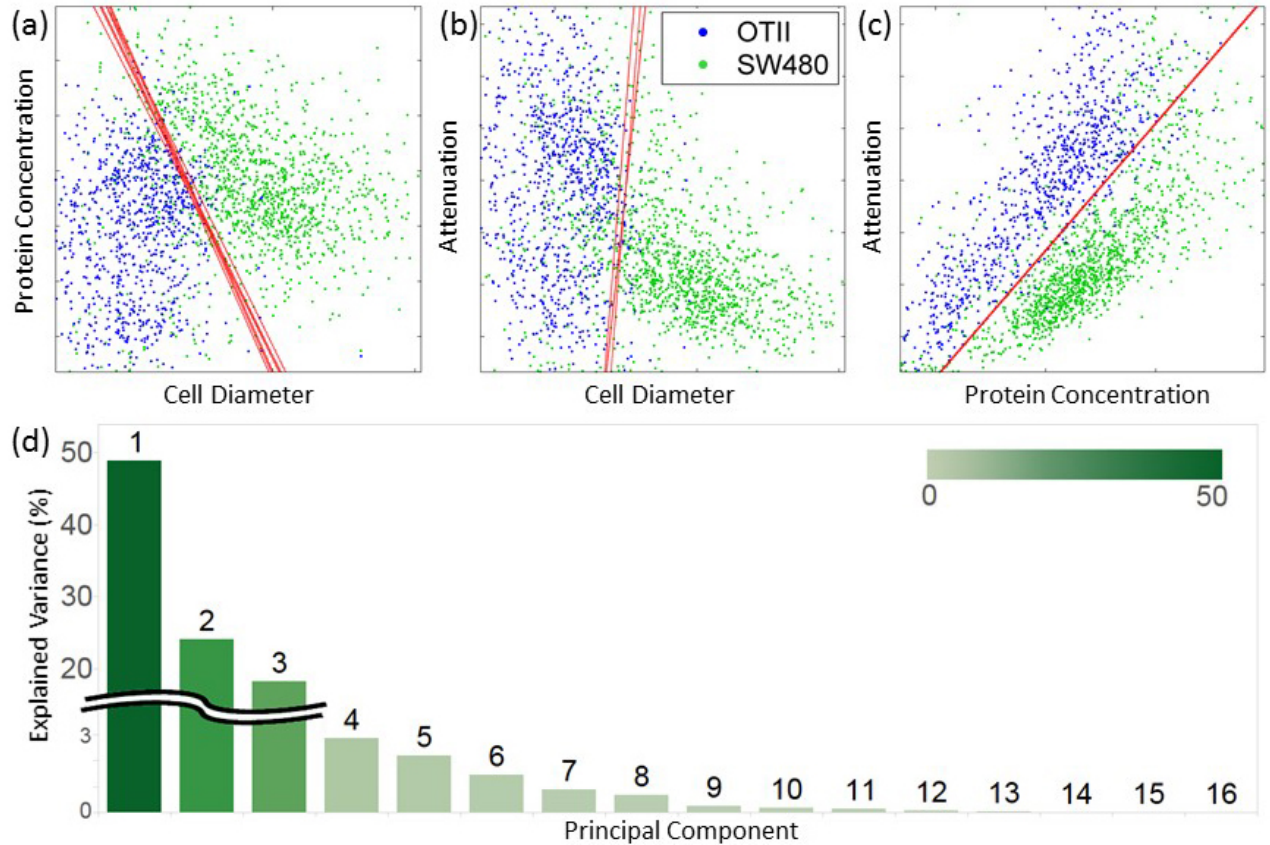 (a)
Protein Concentration
Cell Diameter
(b)
Attenuation
Cell Diameter
OTII
SW480
(c)
Attenuation
Protein Concentration
(d)
Explained Variance (%)
50
40
30
20
3
0
1
2
3
4
5
6
7
8
9
10
11
12
13
14
15
16
0
50
Principal Component